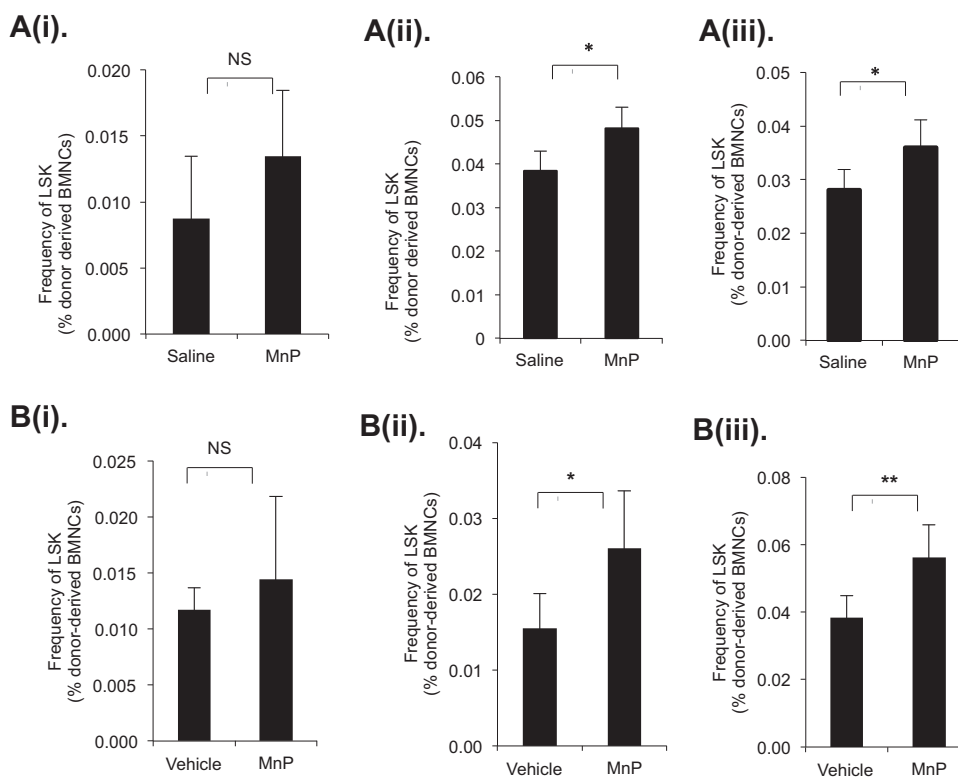 A(i).
NS
0.020
0.015
0.010
0.005
0.000
Frequency of LSK
(% donor derived BMNCs)
Saline
MnP
A(ii).
*
0.06
0.05
0.04
0.03
0.02
0.01
0
Frequency of LSK
(% donor derived BMNCs)
Saline
MnP
A(iii).
*
0.05
0.04
0.03
0.02
0.01
0.00
Frequency of LSK
(% donor-derived BMNCs)
Saline
MnP
B(i).
NS
0.025
0.020
0.015
0.010
0.005
0.000
Frequency of LSK
(% donor-derived BMNCs)
Vehicle
MnP
B(ii).
*
0.04
0.03
0.02
0.01
0.00
Frequency of LSK
(% donor-derived BMNCs)
Vehicle
MnP
B(iii).
**
0.08
0.06
0.04
0.02
0.00
Frequency of LSK
(% donor-derived BMNCs)
Vehicle
MnP